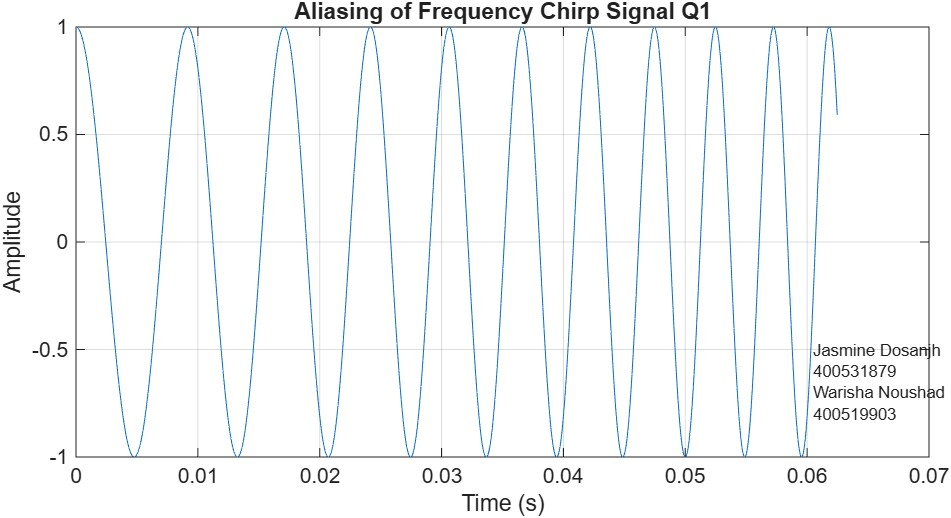 Aliasing of Frequency Chirp Signal Q1
1
0.5
0
-0.5
-1
Amplitude
Jasmine Dosanjh
400531879
Warisha Noushad
400519903
0 0.01 0.02 0.03 0.04 0.05 0.06 0.07
Time (s)